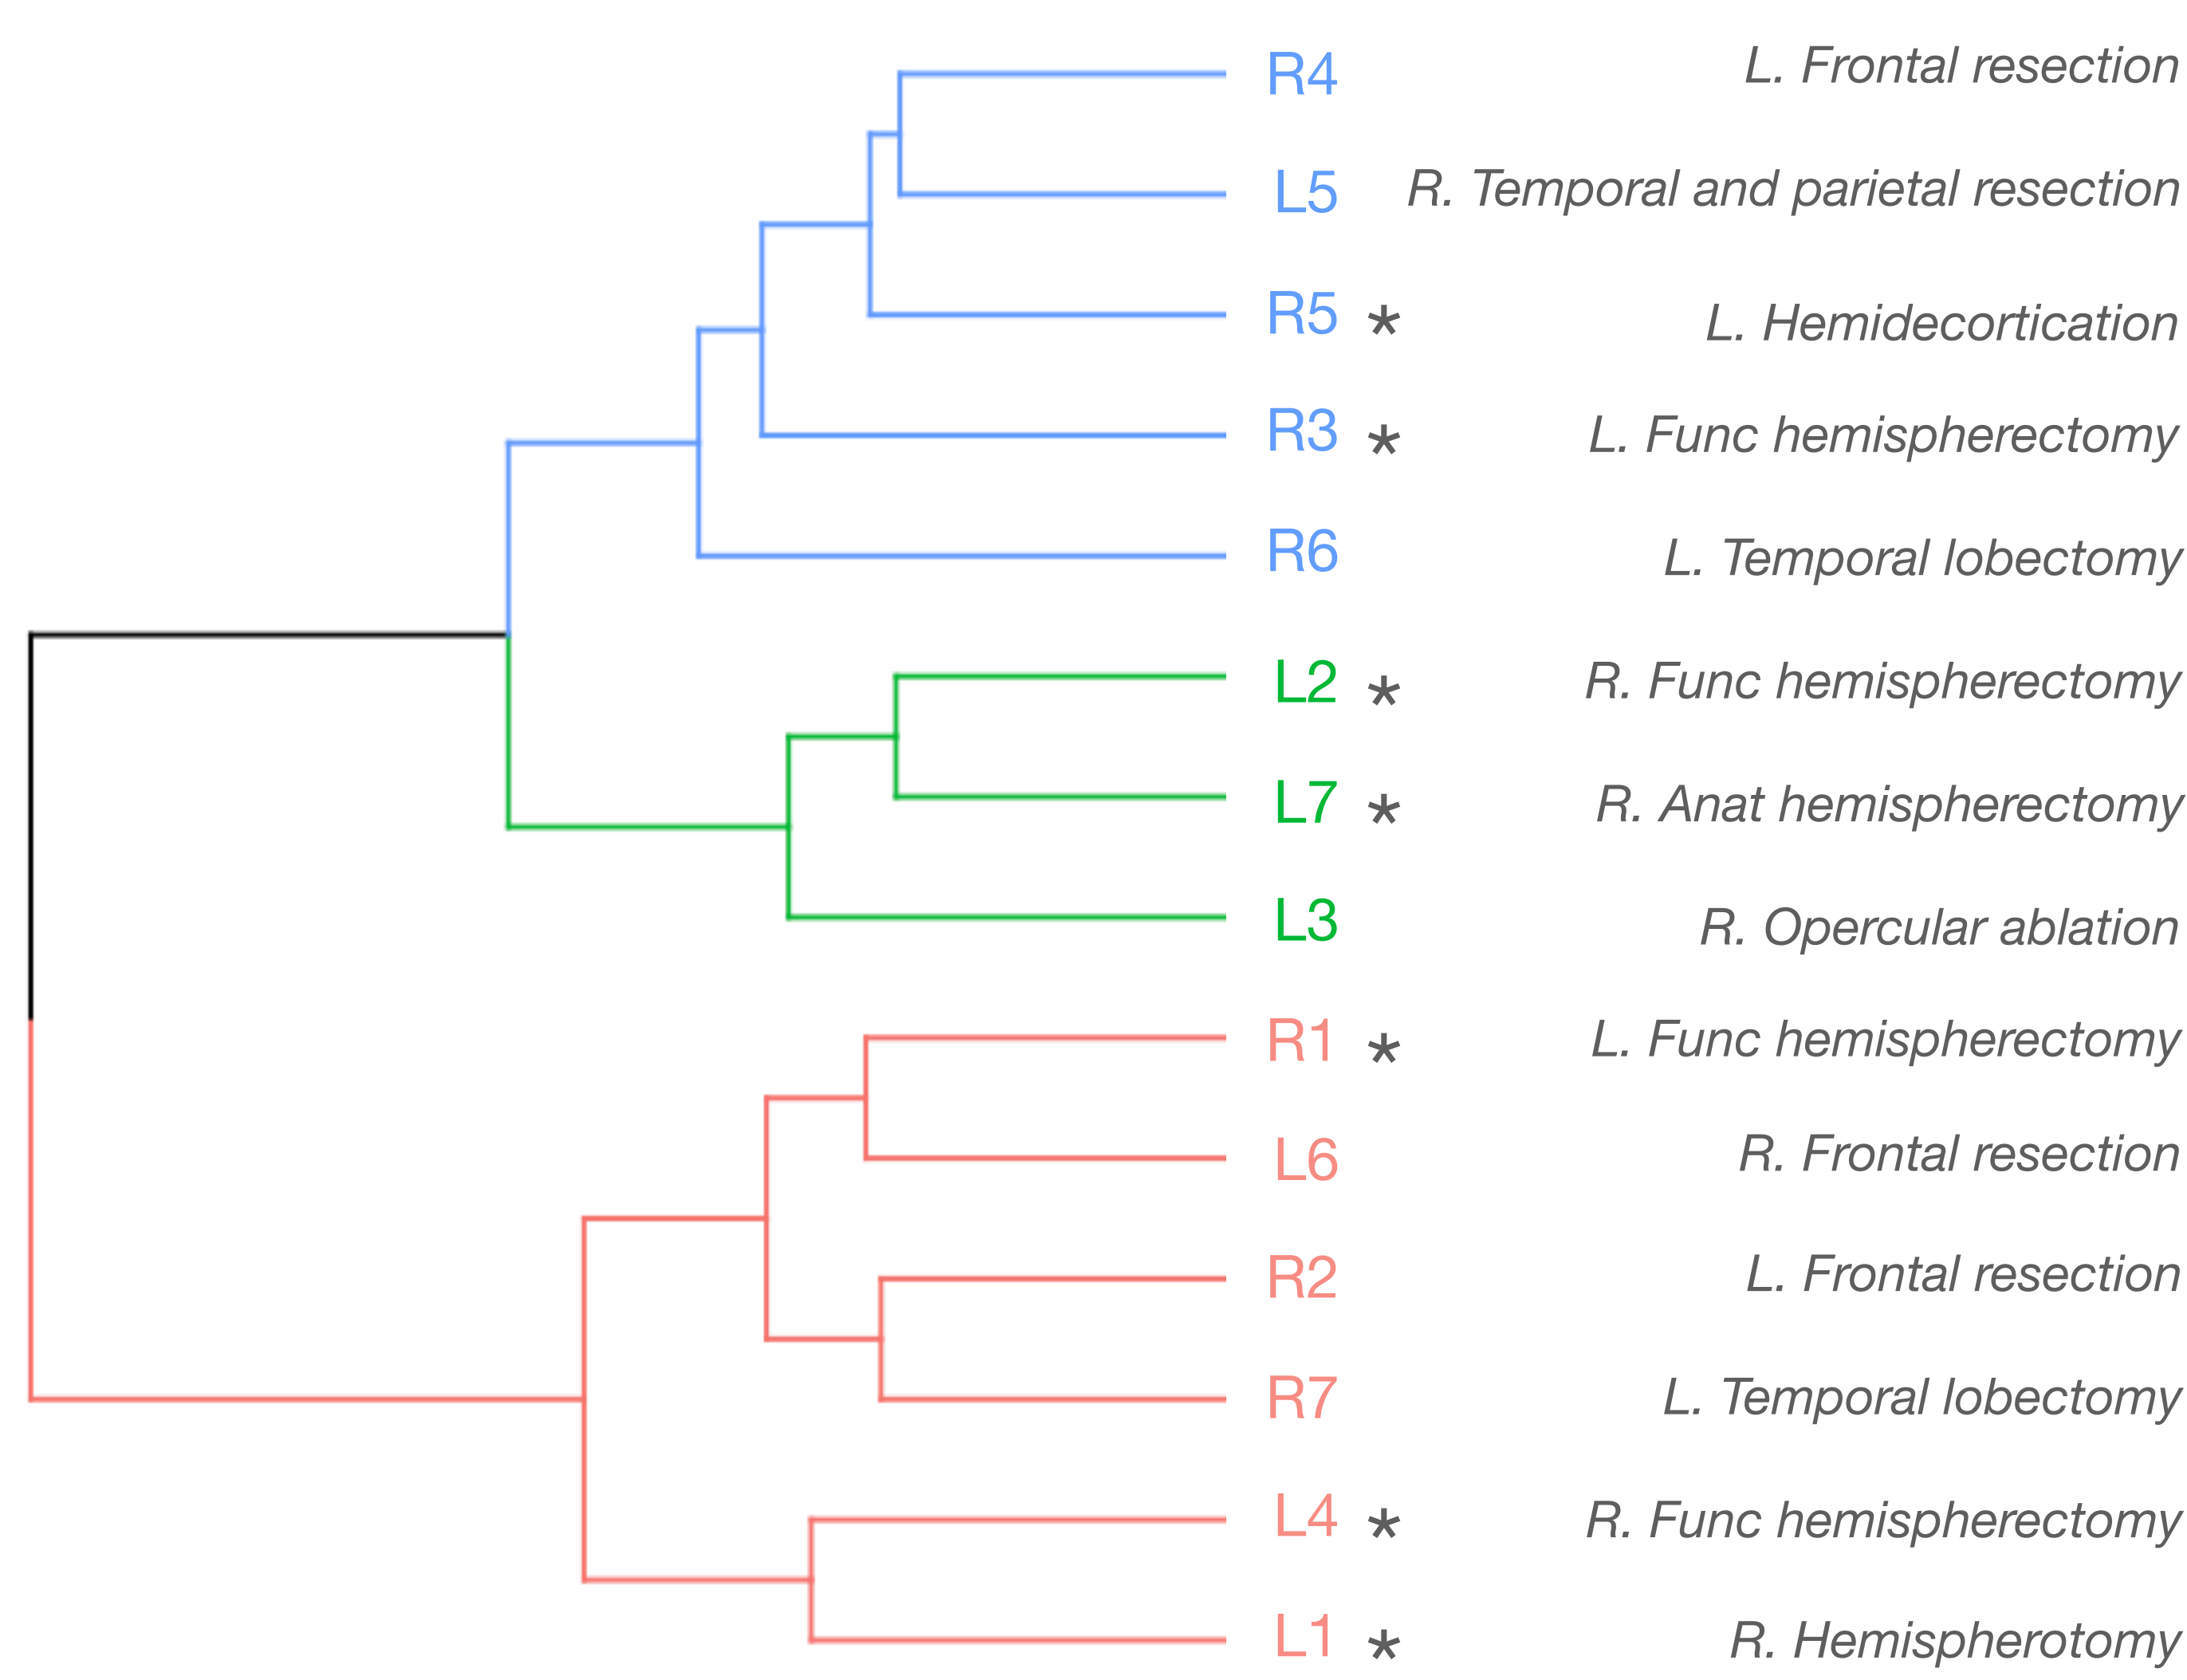 R4 L. Frontal resection
L5 R. Temporal and parietal resection
R5 * L. Hemidecortication
R3 * L. Func hemispherectomy
R6 L. Temporal lobectomy
L2 * R. Func hemispherectomy
L7 * R. Anat hemispherectomy
L3 R. Opercular ablation
R1 * L. Func hemispherectomy
L6 R. Frontal resection
R2 L. Frontal resection
R7 L. Temporal lobectomy
L4 * R. Func hemispherectomy
L1 * R. Hemispherotomy